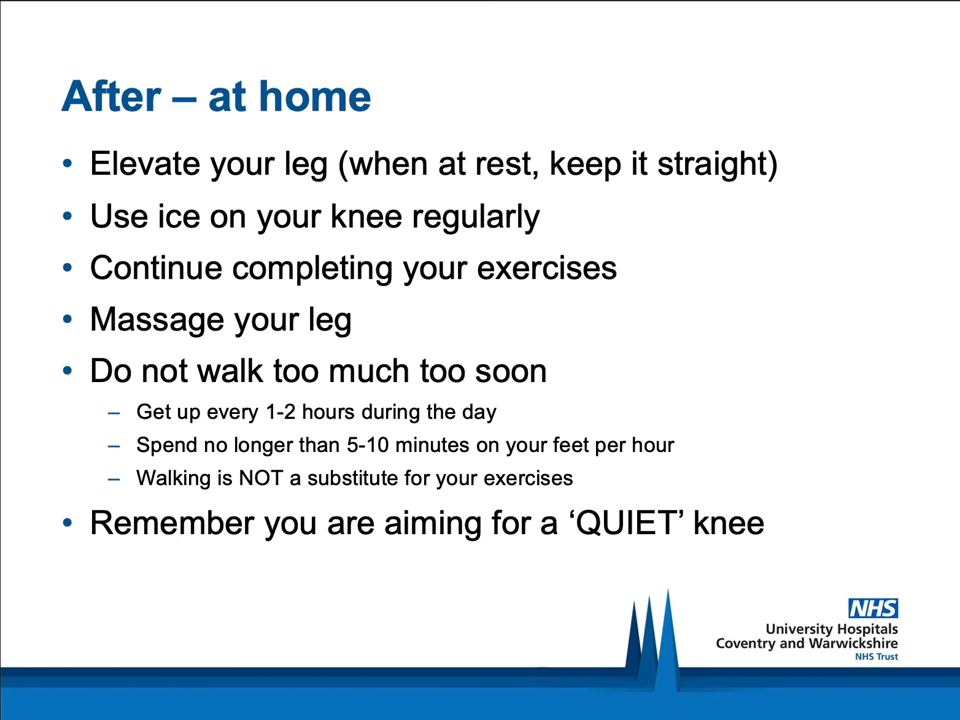 After – at home
• Elevate your leg (when at rest, keep it straight)
• Use ice on your knee regularly
• Continue completing your exercises
• Massage your leg
• Do not walk too much too soon
– Get up every 1-2 hours during the day
– Spend no longer than 5-10 minutes on your feet per hour
– Walking is NOT a substitute for your exercises
• Remember you are aiming for a ‘QUIET’ knee
NHS
University Hospitals
Coventry and Warwickshire
NHS Trust